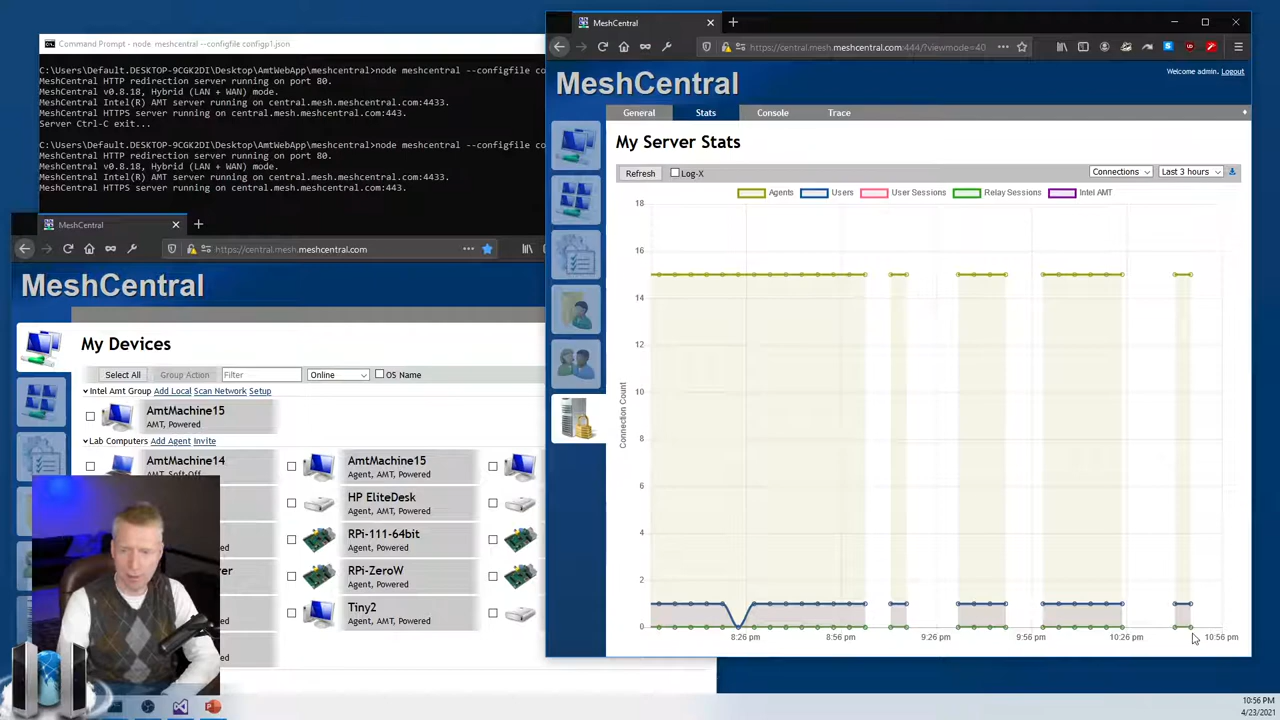 Command Prompt - node meshcentral --configfile configp1.json
C:\Users\Default.DESKTOP-9CGK2DI\Desktop\AmtWebApp\meshcentral>node meshcentral --configfile co
MeshCentral HTTP redirection server running on port 80.
MeshCentral v0.8.18, Hybrid (LAN + WAN) mode.
MeshCentral Intel(R) AMT server running on central.mesh.meshcentral.com:4433.
MeshCentral HTTPS server running on central.mesh.meshcentral.com:443.
Server Ctrl-C exit...
C:\Users\Default.DESKTOP-9CGK2DI\Desktop\AmtWebApp\meshcentral>node meshcentral --configfile co
MeshCentral HTTP redirection server running on port 80.
MeshCentral v0.8.18, Hybrid (LAN + WAN) mode.
MeshCentral Intel(R) AMT server running on central.mesh.meshcentral.com:4433.
MeshCentral HTTPS server running on central.mesh.meshcentral.com:443.
MeshCentral
https://central.mesh.meshcentral.com
MeshCentral
My Devices
Select All Group Action Filter Online OS Name
Intel Amt Group Add Local Scan Network Setup
AmtMachine15
AMT, Powered
Lab Computers Add Agent Invite
AmtMachine14 AmtMachine15
AMT, Soft-Off Agent, AMT, Powered
HP EliteDesk
Agent, AMT, Powered
RPi-111-64bit
Agent, Powered
RPi-ZeroW
Agent, Powered
Tiny2
Agent, AMT, Powered
MeshCentral
https://central.mesh.meshcentral.com:444/?viewmode=40
MeshCentral
Welcome admin. Logout
General Stats Console Trace
My Server Stats
Refresh Log-X Connections Last 3 hours
Agents Users User Sessions Relay Sessions Intel AMT
Connection Count
18
16
14
12
10
8
6
4
2
0
8:26 pm 8:56 pm 9:26 pm 9:56 pm 10:26 pm 10:56 pm
10:56 PM
4/23/2021